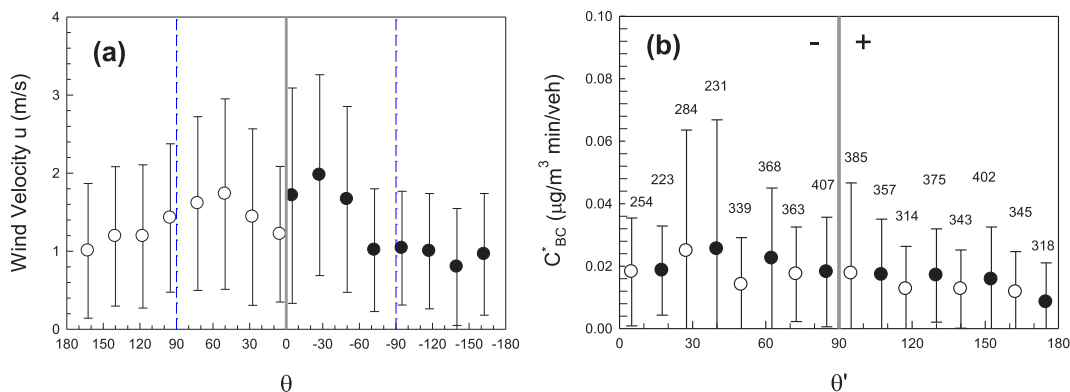 (a)
4
3
2
1
0
Wind Velocity u (m/s)
180 150 120 90 60 30 0 -30 -60 -90 -120 -150 -180
θ
(b)
- +
0.10
0.08
0.06
0.04
0.02
0.00
C*BC (μg/m³ min/veh)
254 223 284 231 339 368 363 407 385 357 314 375 343 402 345 318
0 30 60 90 120 150 180
θ'